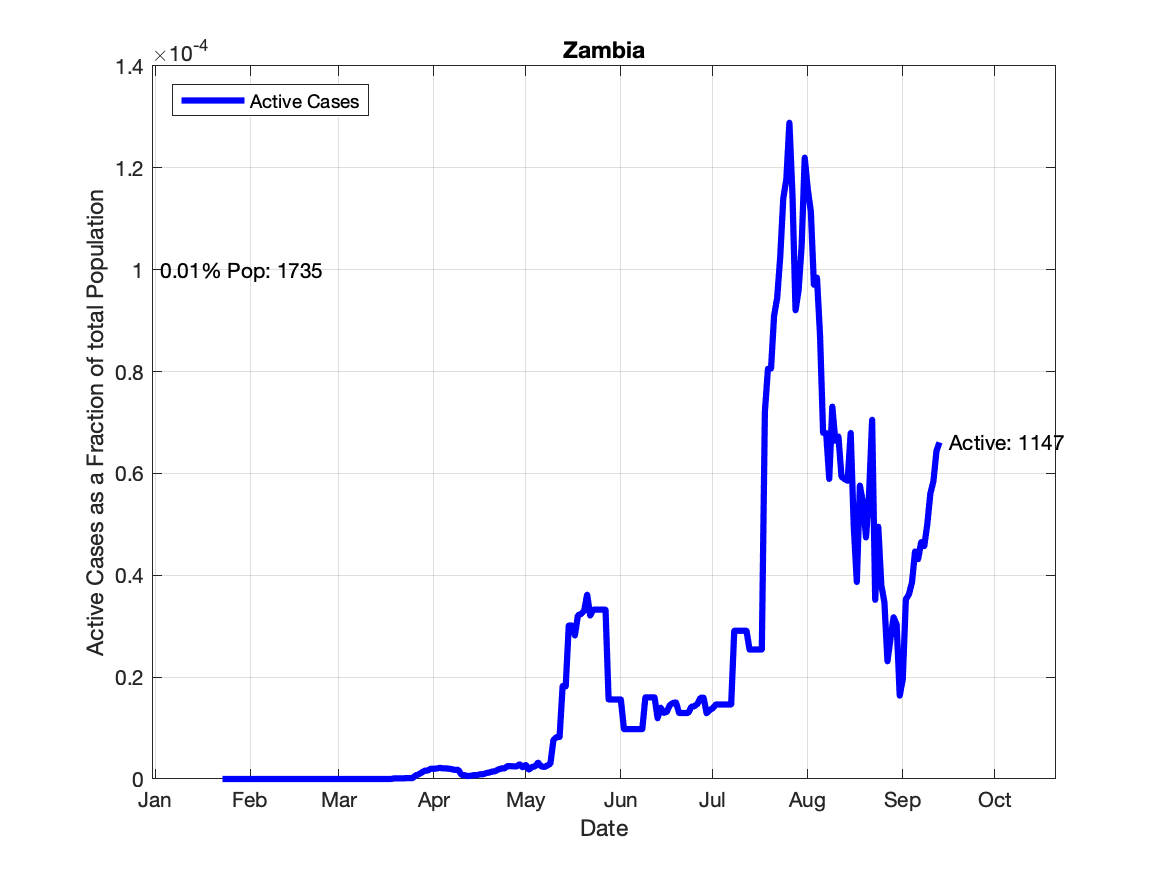 Zambia
×10-4
1.4
1.2
1
0.8
0.6
0.4
0.2
0
Active Cases
0.01% Pop: 1735
Active: 1147
Active Cases as a Fraction of total Population
Jan Feb Mar Apr May Jun Jul Aug Sep Oct
Date